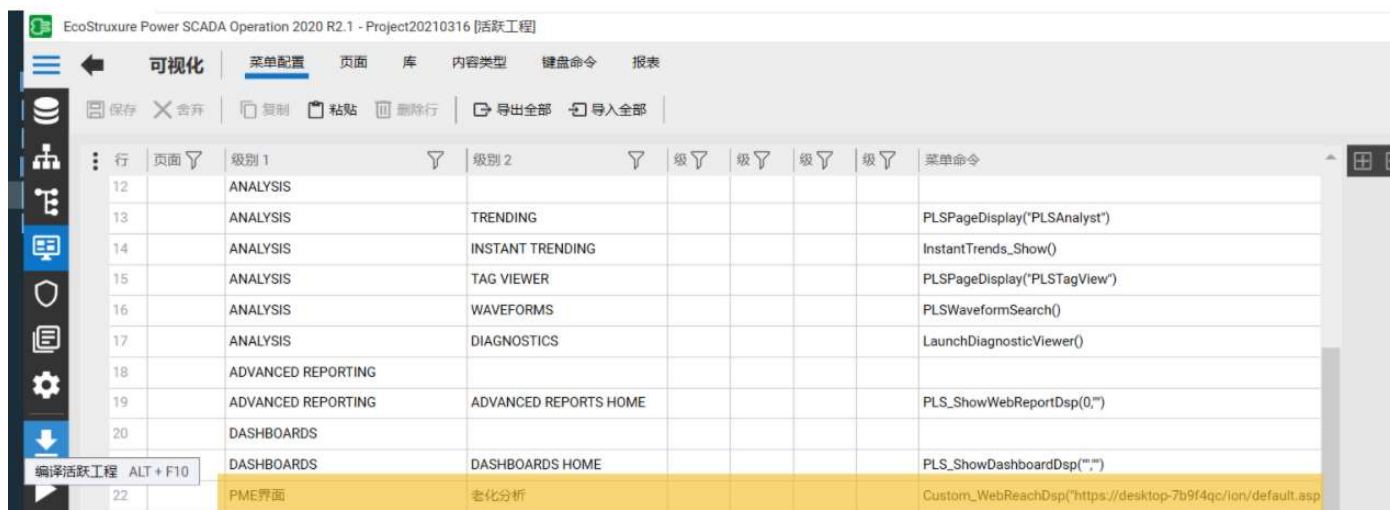 EcoStruxure Power SCADA Operation 2020 R2.1 - Project20210316 [活跃工程]
可视化 菜单配置 页面 库 内容类型 键盘命令 报表
保存 舍弃 复制 粘贴 删除行 导出全部 导入全部
行 页面 级别 1 级别 2 级 级 级 级 菜单命令
12 ANALYSIS
13 ANALYSIS TRENDING PLSPageDisplay("PLSAnalyst")
14 ANALYSIS INSTANT TRENDING InstantTrends_Show()
15 ANALYSIS TAG VIEWER PLSPageDisplay("PLSTagView")
16 ANALYSIS WAVEFORMS PLSWaveformSearch()
17 ANALYSIS DIAGNOSTICS LaunchDiagnosticViewer()
18 ADVANCED REPORTING
19 ADVANCED REPORTING ADVANCED REPORTS HOME PLS_ShowWebReportDsp(0,"")
20 DASHBOARDS
编译活跃工程 ALT + F10 DASHBOARDS DASHBOARDS HOME PLS_ShowDashboardDsp("","")
22 PME界面 老化分析 Custom_WebReachDsp("https://desktop-7b9f4qc/ion/default.asp